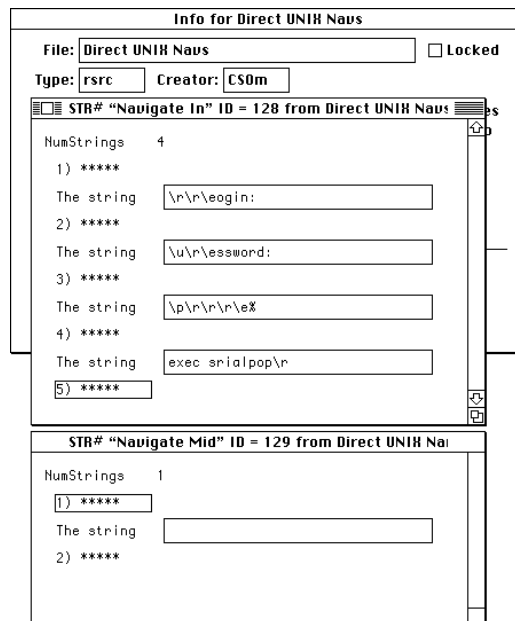 Info for Direct UNIX Navs
File: Direct UNIX Navs Locked
Type: rsrc Creator: CSOm
STR# “Navigate In” ID = 128 from Direct UNIX Navs
NumStrings 4
1) *****
The string \r\r\eogin:
2) *****
The string \u\r\essword:
3) *****
The string \p\r\r\r\e%
4) *****
The string exec srialpop\r
5) *****
STR# “Navigate Mid” ID = 129 from Direct UNIX Nav
NumStrings 1
1) *****
The string
2) *****